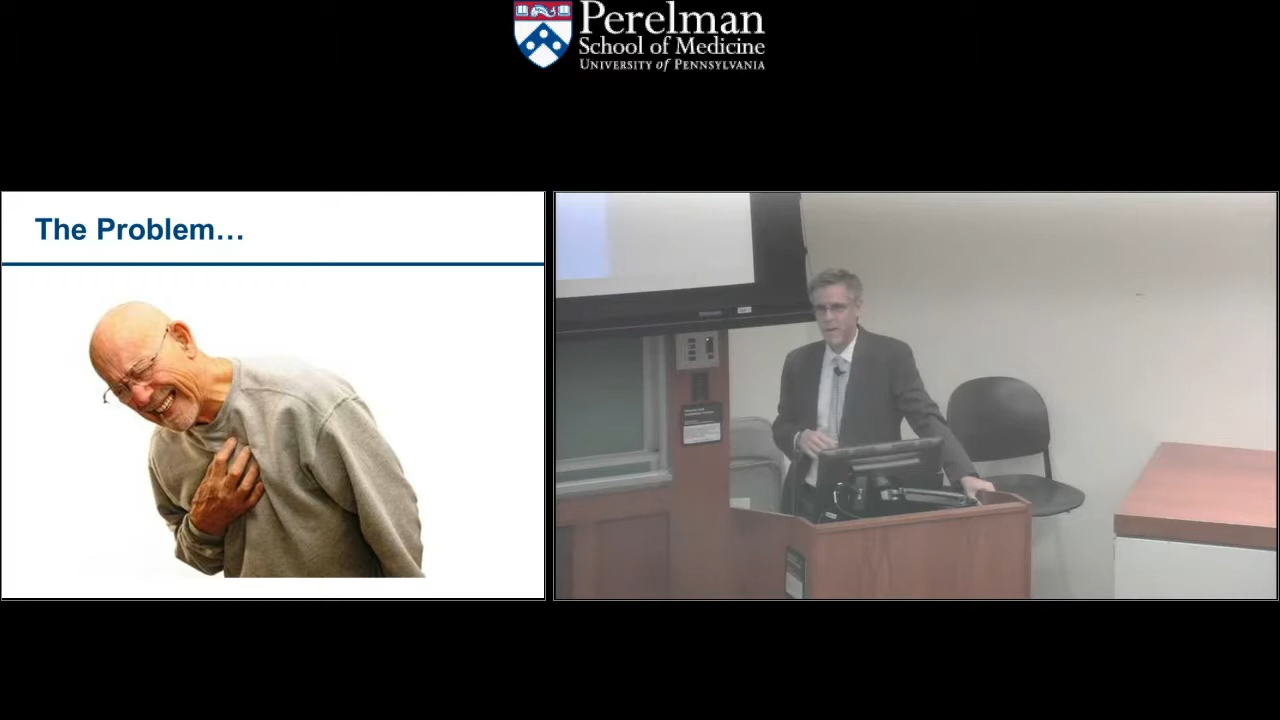 Perelman
School of Medicine
UNIVERSITY of PENNSYLVANIA
The Problem...